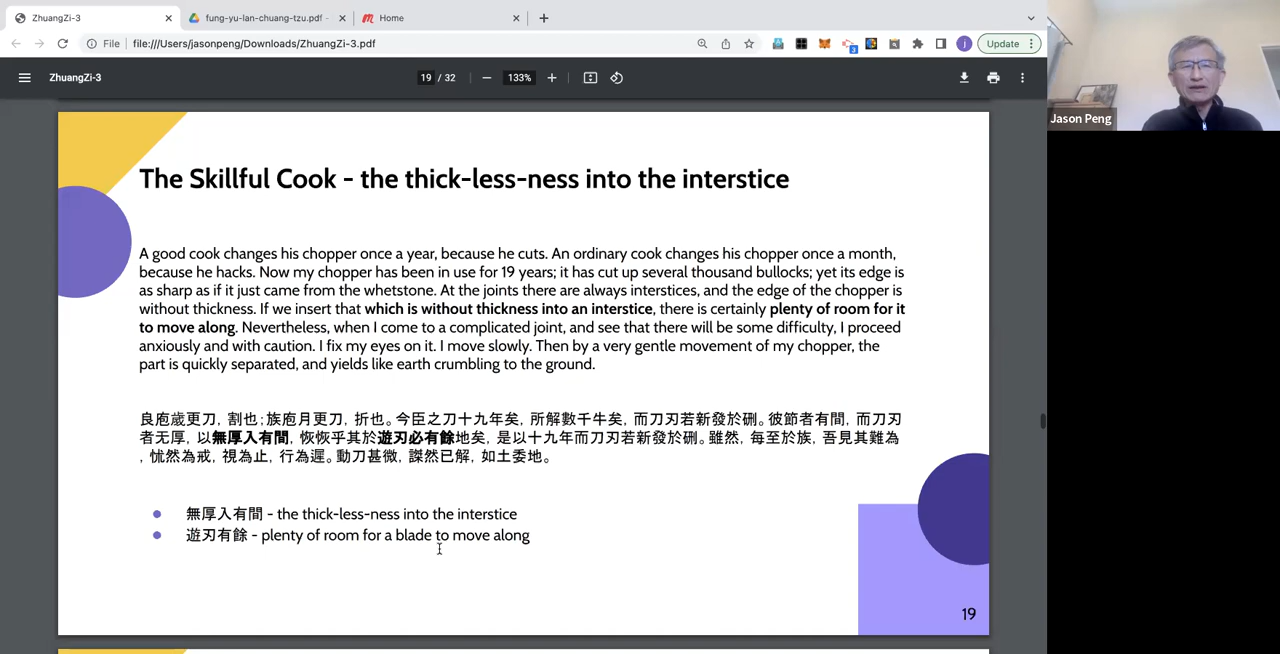 ZhuangZi-3
fung-yu-lan-chuang-tzu.pdf -
Home
File
file:///Users/jasonpeng/Downloads/ZhuangZi-3.pdf
3
j
Update
ZhuangZi-3
19 / 32
133%
Jason Peng
The Skillful Cook - the thick-less-ness into the interstice
A good cook changes his chopper once a year, because he cuts. An ordinary cook changes his chopper once a month,
because he hacks. Now my chopper has been in use for 19 years; it has cut up several thousand bullocks; yet its edge is
as sharp as if it just came from the whetstone. At the joints there are always interstices, and the edge of the chopper is
without thickness. If we insert that which is without thickness into an interstice, there is certainly plenty of room for it
to move along. Nevertheless, when I come to a complicated joint, and see that there will be some difficulty, I proceed
anxiously and with caution. I fix my eyes on it. I move slowly. Then by a very gentle movement of my chopper, the
part is quickly separated, and yields like earth crumbling to the ground.
良庖歲更刀，割也；族庖月更刀，折也。今臣之刀十九年矣，所解數千牛矣，而刀刃若新發於硎。彼節者有間，而刀刃
者无厚，以無厚入有間，恢恢乎其於遊刃必有餘地矣，是以十九年而刀刃若新發於硎。雖然，每至於族，吾見其難為
，怵然為戒，視為止，行為遲。動刀甚微，謋然已解，如土委地。
無厚入有間 - the thick-less-ness into the interstice
遊刃有餘 - plenty of room for a blade to move along
19